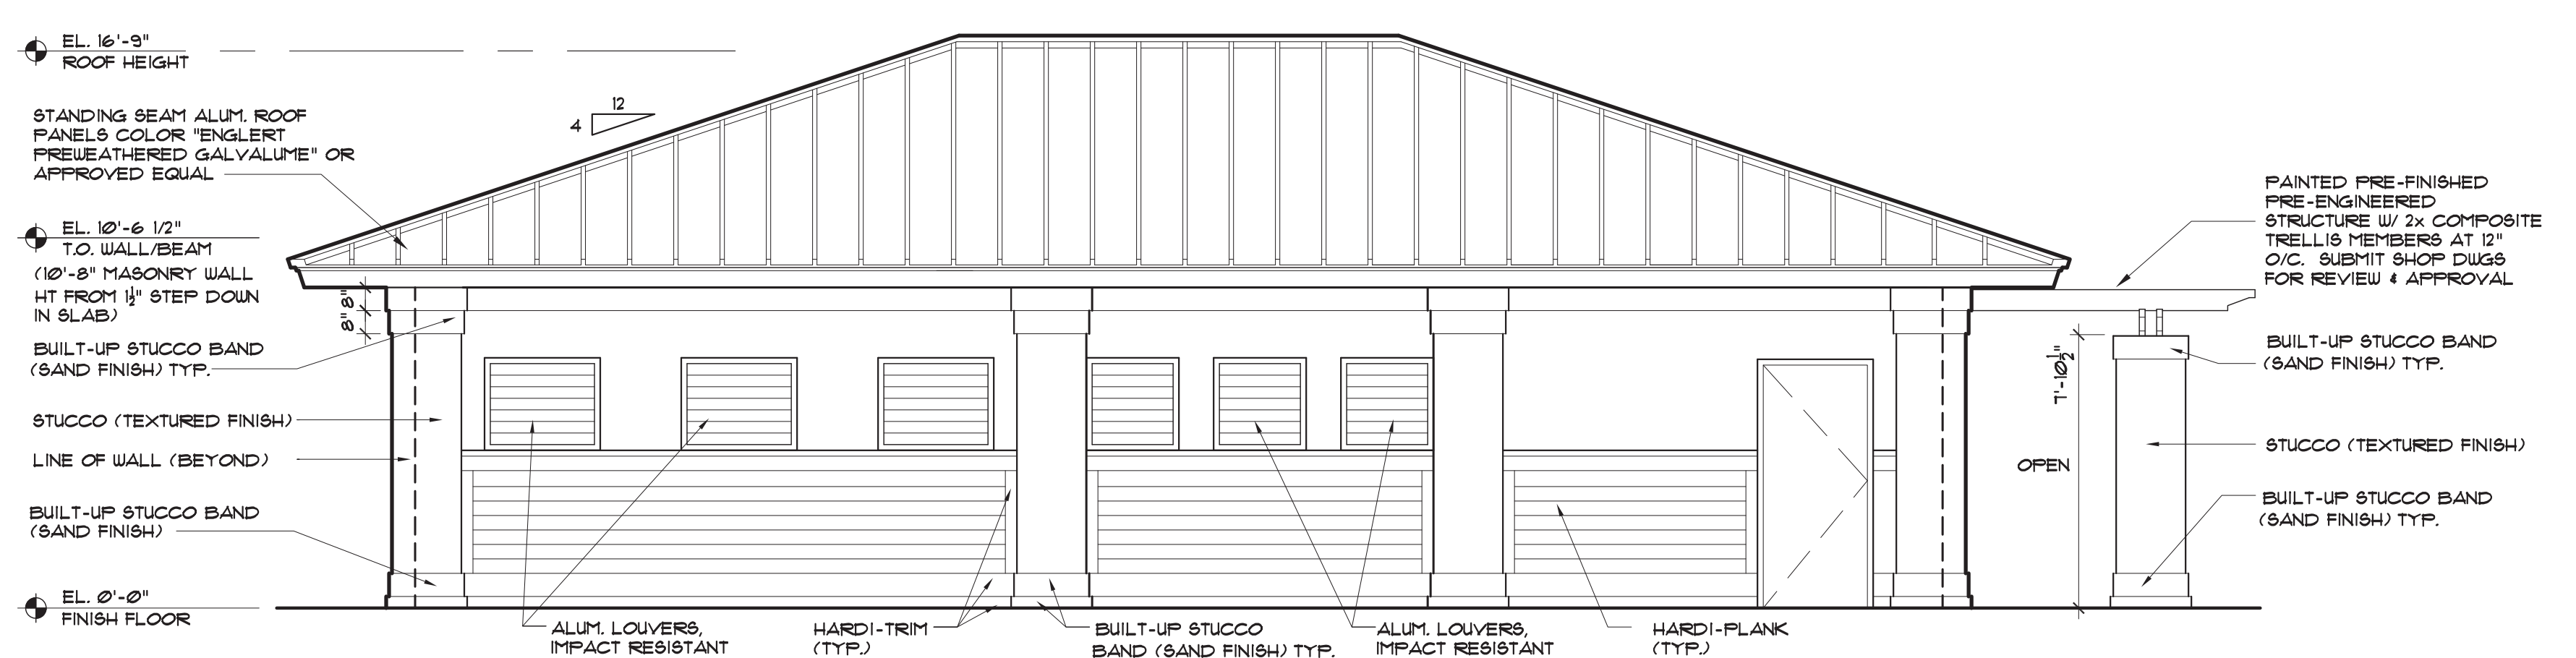 EL. 16'-9"
ROOF HEIGHT
STANDING SEAM ALUM. ROOF
PANELS COLOR "ENGLERT
PREWEATHERED GALVALUME" OR
APPROVED EQUAL
EL. 10'-6 1/2"
T.O. WALL/BEAM
(10'-8" MASONRY WALL
HT FROM 1½" STEP DOWN
IN SLAB)
BUILT-UP STUCCO BAND
(SAND FINISH) TYP.
STUCCO (TEXTURED FINISH)
LINE OF WALL (BEYOND)
BUILT-UP STUCCO BAND
(SAND FINISH)
EL. 0'-0"
FINISH FLOOR
12
4
8"
8"
ALUM. LOUVERS,
IMPACT RESISTANT
HARDI-TRIM
(TYP.)
BUILT-UP STUCCO
BAND (SAND FINISH) TYP.
ALUM. LOUVERS,
IMPACT RESISTANT
HARDI-PLANK
(TYP.)
OPEN
7'-10½"
PAINTED PRE-FINISHED
PRE-ENGINEERED
STRUCTURE W/ 2x COMPOSITE
TRELLIS MEMBERS AT 12"
O/C. SUBMIT SHOP DWGS
FOR REVIEW & APPROVAL
BUILT-UP STUCCO BAND
(SAND FINISH) TYP.
STUCCO (TEXTURED FINISH)
BUILT-UP STUCCO BAND
(SAND FINISH) TYP.